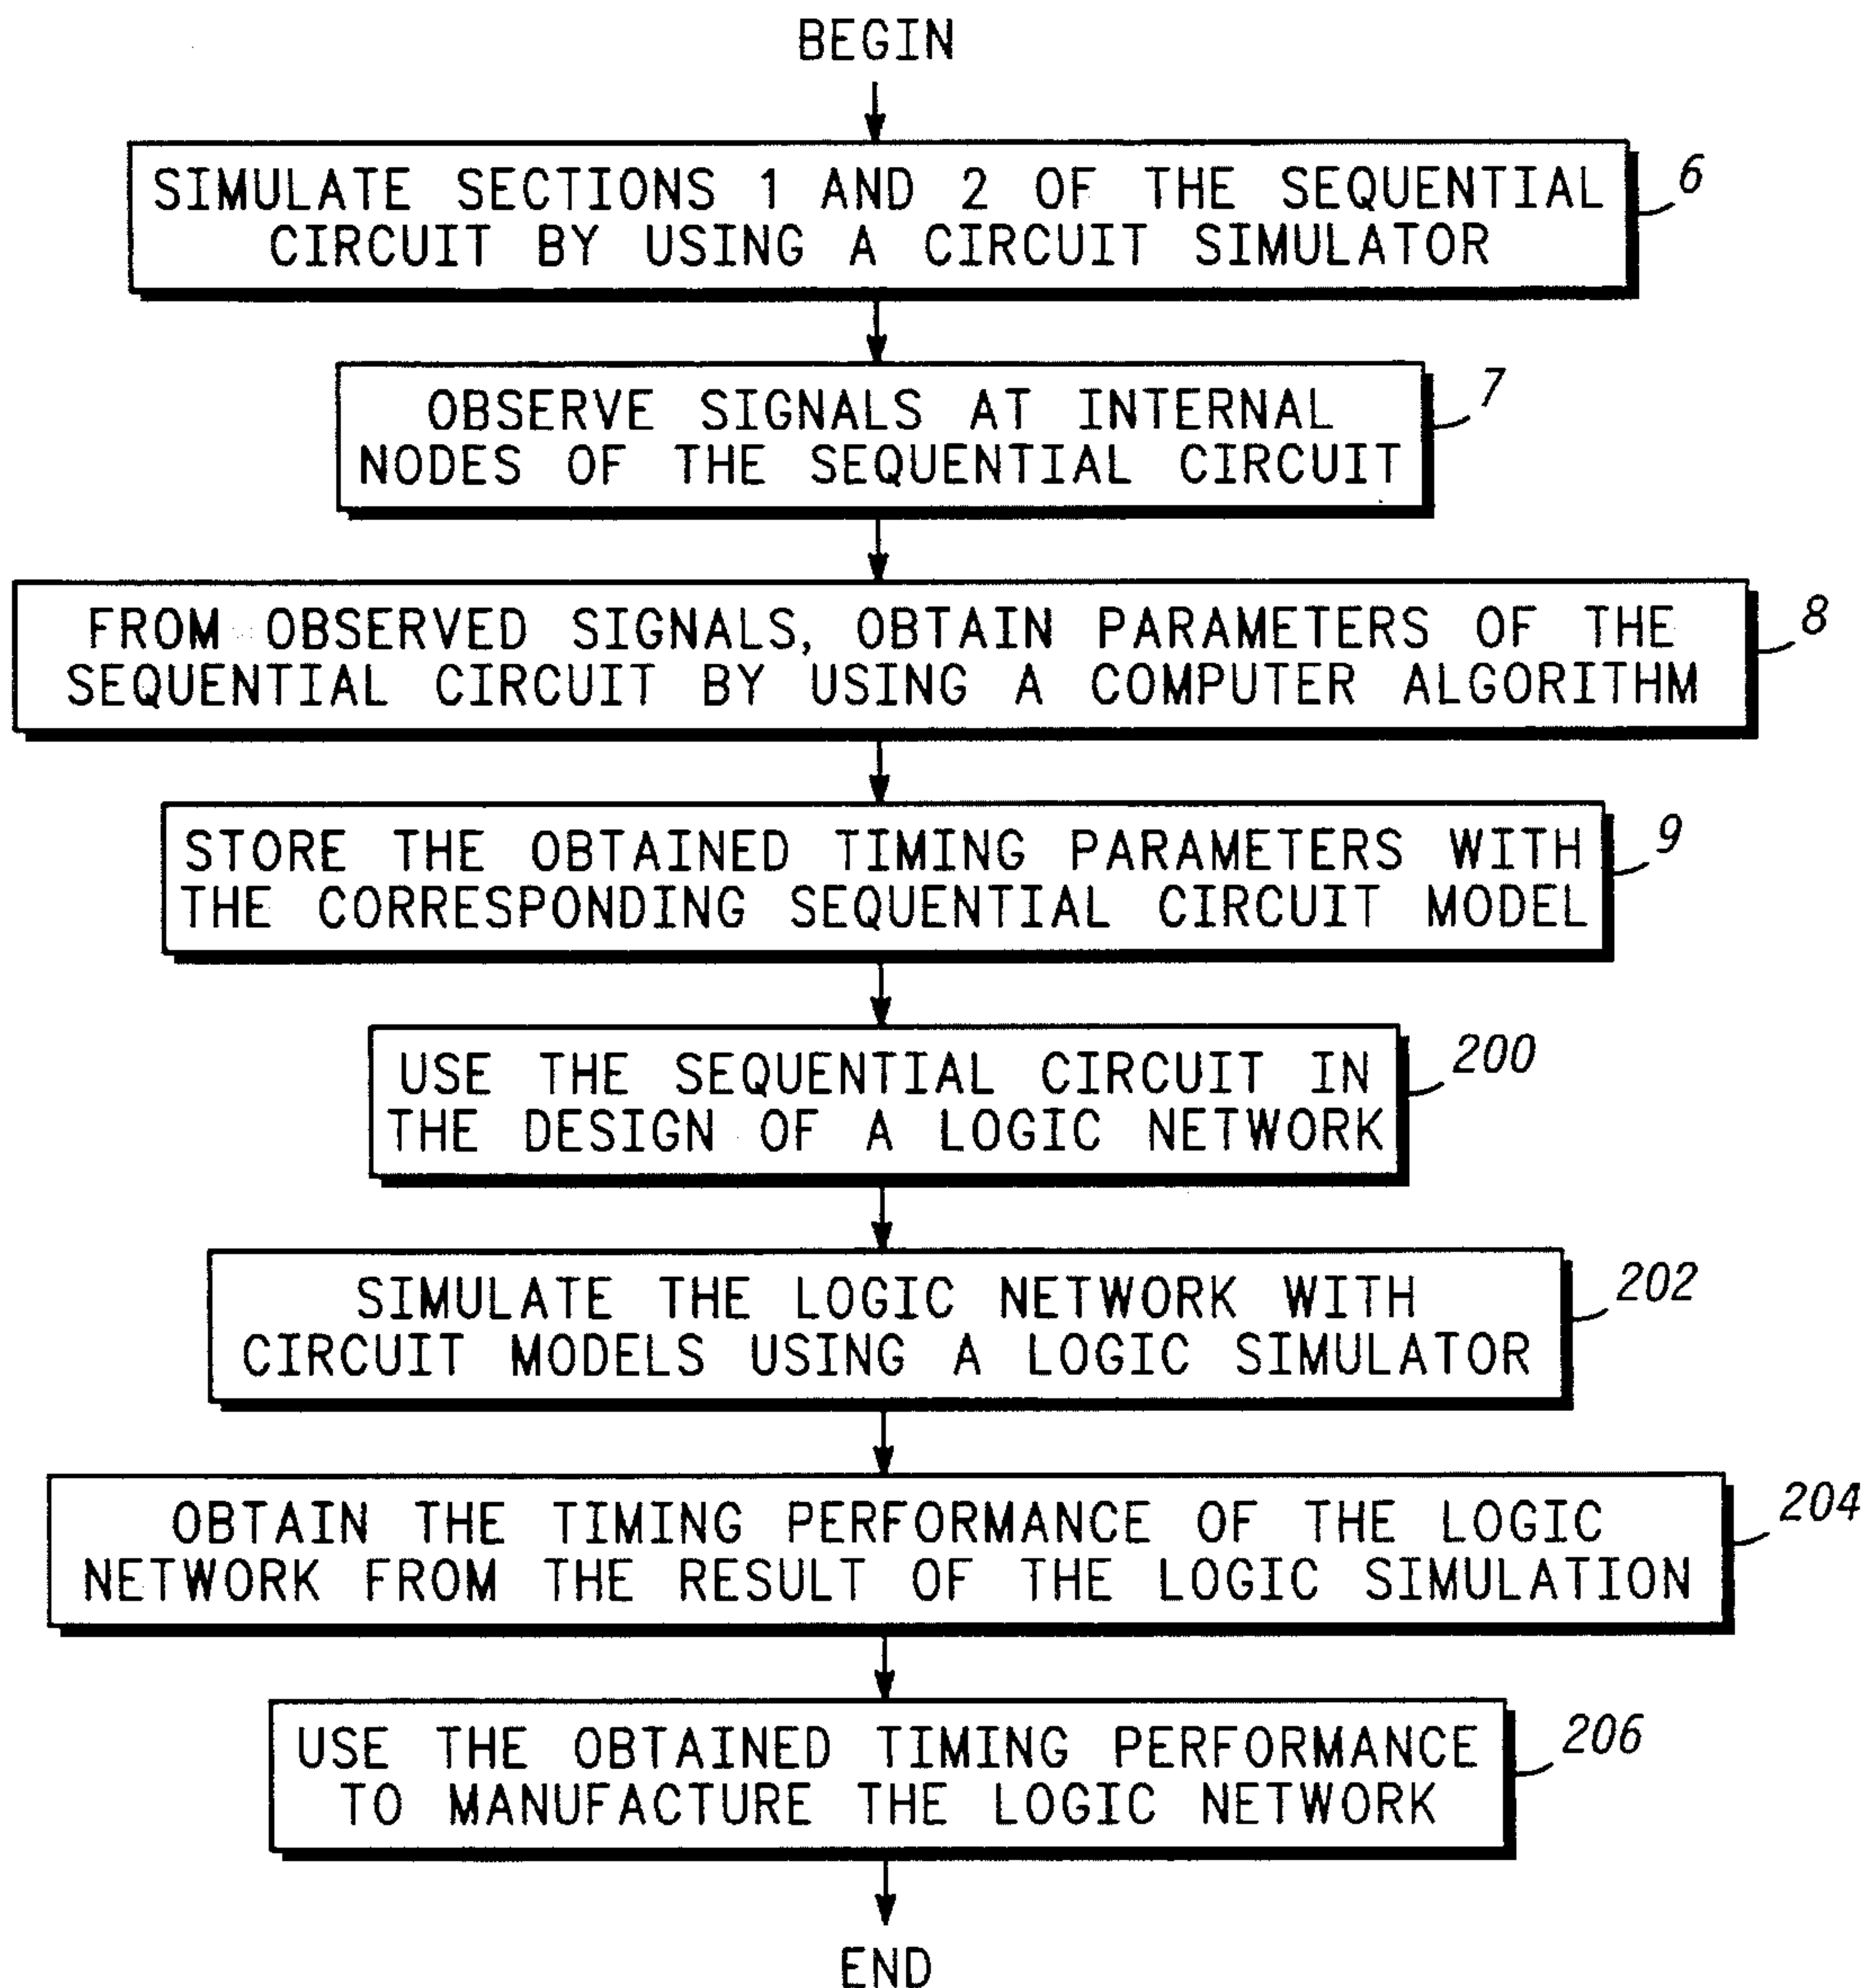 BEGIN
SIMULATE SECTIONS 1 AND 2 OF THE SEQUENTIAL
CIRCUIT BY USING A CIRCUIT SIMULATOR
6
OBSERVE SIGNALS AT INTERNAL
NODES OF THE SEQUENTIAL CIRCUIT
7
FROM OBSERVED SIGNALS, OBTAIN PARAMETERS OF THE
SEQUENTIAL CIRCUIT BY USING A COMPUTER ALGORITHM
8
STORE THE OBTAINED TIMING PARAMETERS WITH
THE CORRESPONDING SEQUENTIAL CIRCUIT MODEL
9
USE THE SEQUENTIAL CIRCUIT IN
THE DESIGN OF A LOGIC NETWORK
200
SIMULATE THE LOGIC NETWORK WITH
CIRCUIT MODELS USING A LOGIC SIMULATOR
202
OBTAIN THE TIMING PERFORMANCE OF THE LOGIC
NETWORK FROM THE RESULT OF THE LOGIC SIMULATION
204
USE THE OBTAINED TIMING PERFORMANCE
TO MANUFACTURE THE LOGIC NETWORK
206
END